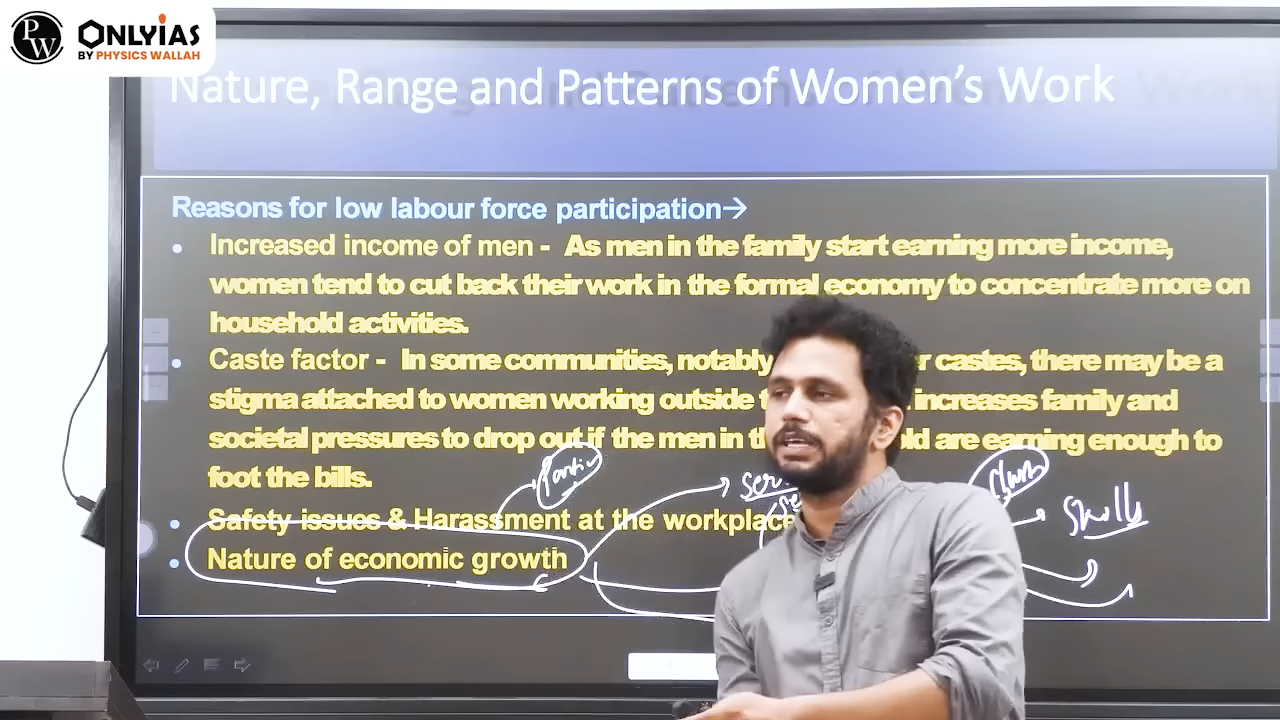 PW
ONLYIAS
BY PHYSICS WALLAH
Nature, Range and Patterns of Women's Work
Reasons for low labour force participation→
Increased income of men - As men in the family start earning more income,
women tend to cut back their work in the formal economy to concentrate more on
household activities.
Caste factor - In some communities, notably castes, there may be a
stigma attached to women working outside increases family and
societal pressures to drop out if the men in are earning enough to
foot the bills.
Safety issues & Harassment at the workplace
Nature of economic growth
Skills